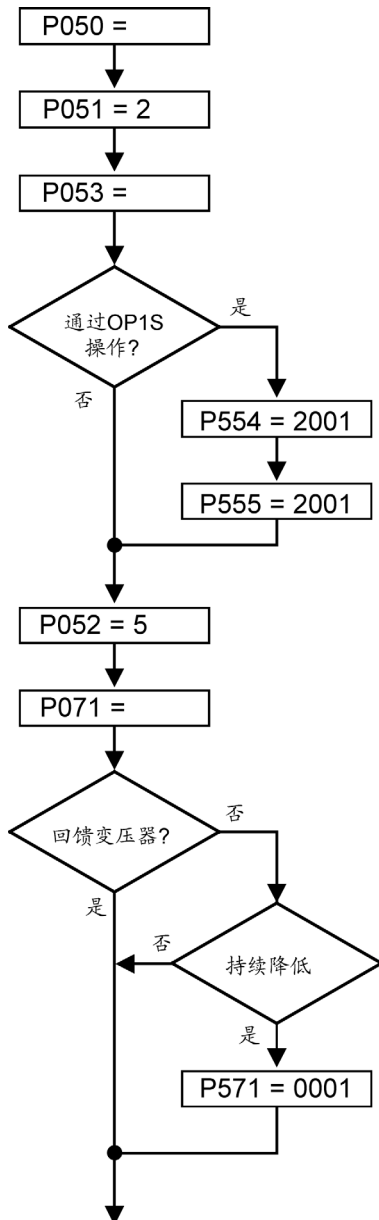 P050 =
P051 = 2
P053 =
通过OP1S
操作?
是
否
P554 = 2001
P555 = 2001
P052 = 5
P071 =
回馈变压器?
否
是
否
持续降低
是
P571 = 0001